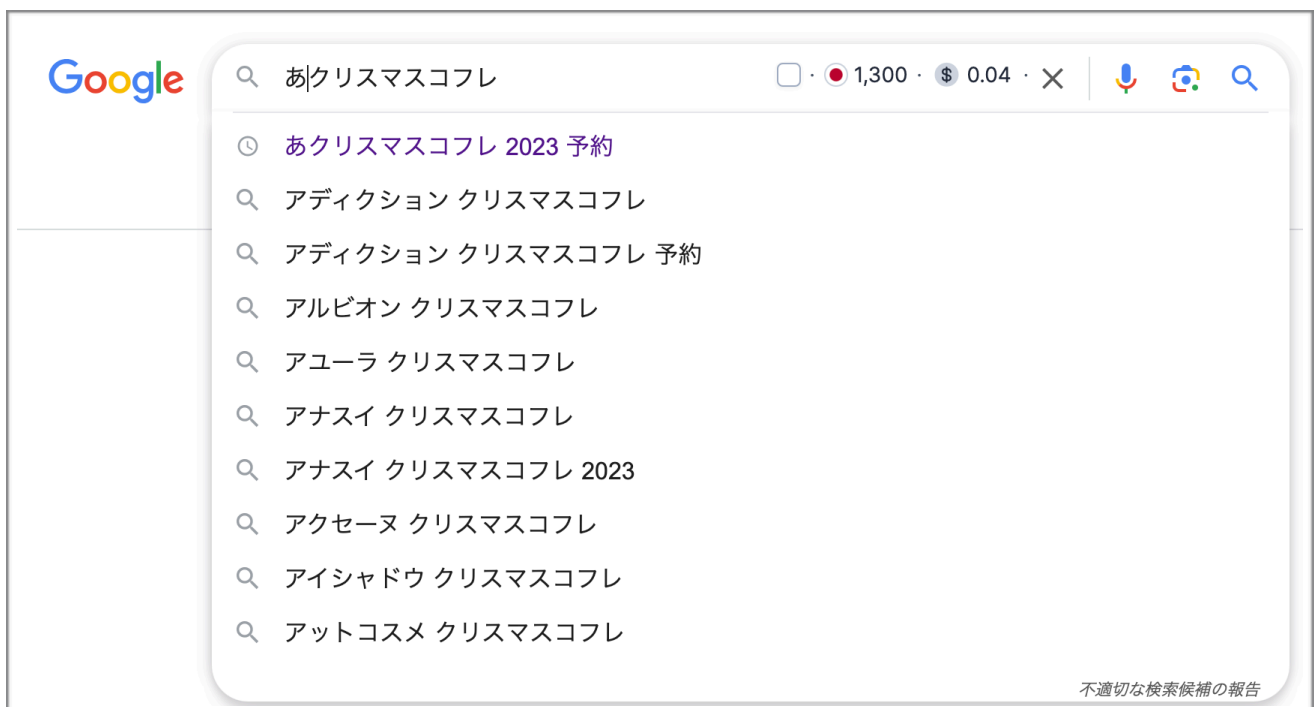 Google あクリスマスコフレ · 1,300 · $ 0.04 ·
あクリスマスコフレ 2023 予約
アディクション クリスマスコフレ
アディクション クリスマスコフレ 予約
アルビオン クリスマスコフレ
アユーラ クリスマスコフレ
アナスイ クリスマスコフレ
アナスイ クリスマスコフレ 2023
アクセーヌ クリスマスコフレ
アイシャドウ クリスマスコフレ
アットコスメ クリスマスコフレ
不適切な検索候補の報告